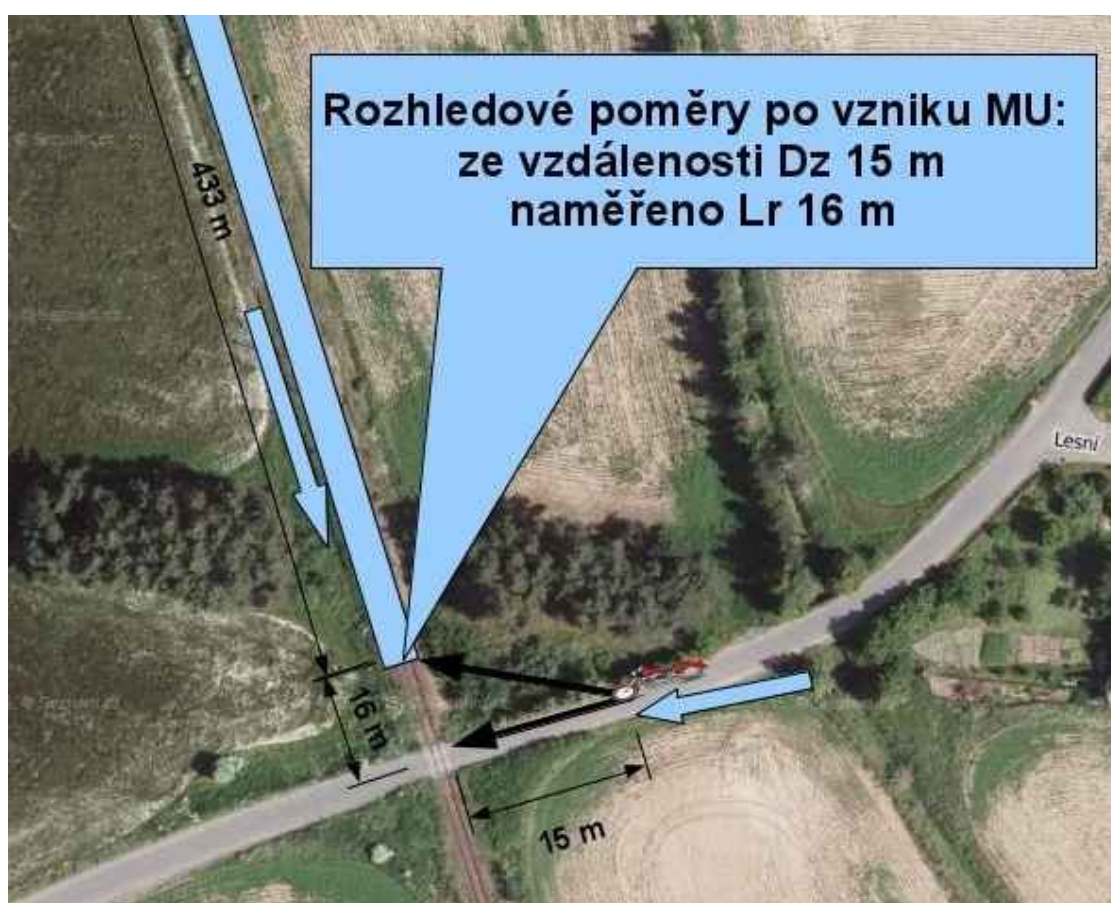 Rozhledové poměry po vzniku MU:
ze vzdálenosti Dz 15 m
naměřeno Lr 16 m
433 m
Lesní
16 m
15 m